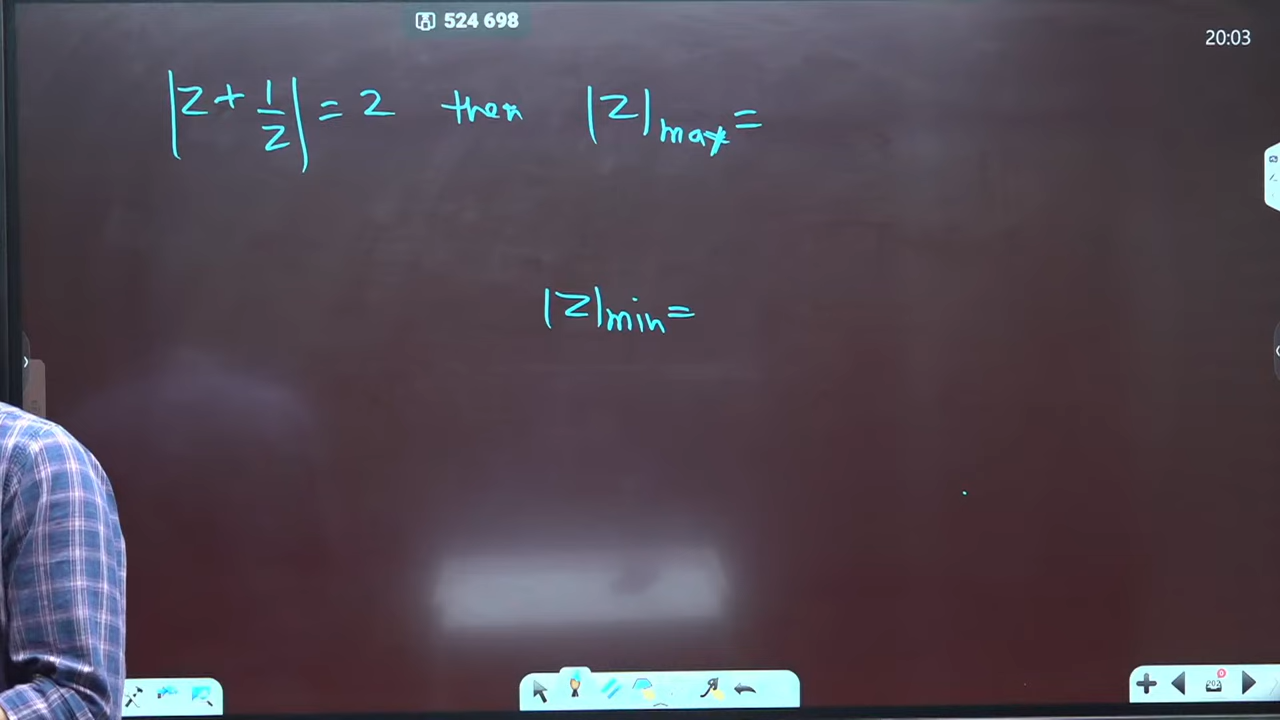 524 698
20:03
|z + 1/z| = 2 then |z|max =
|z|min =